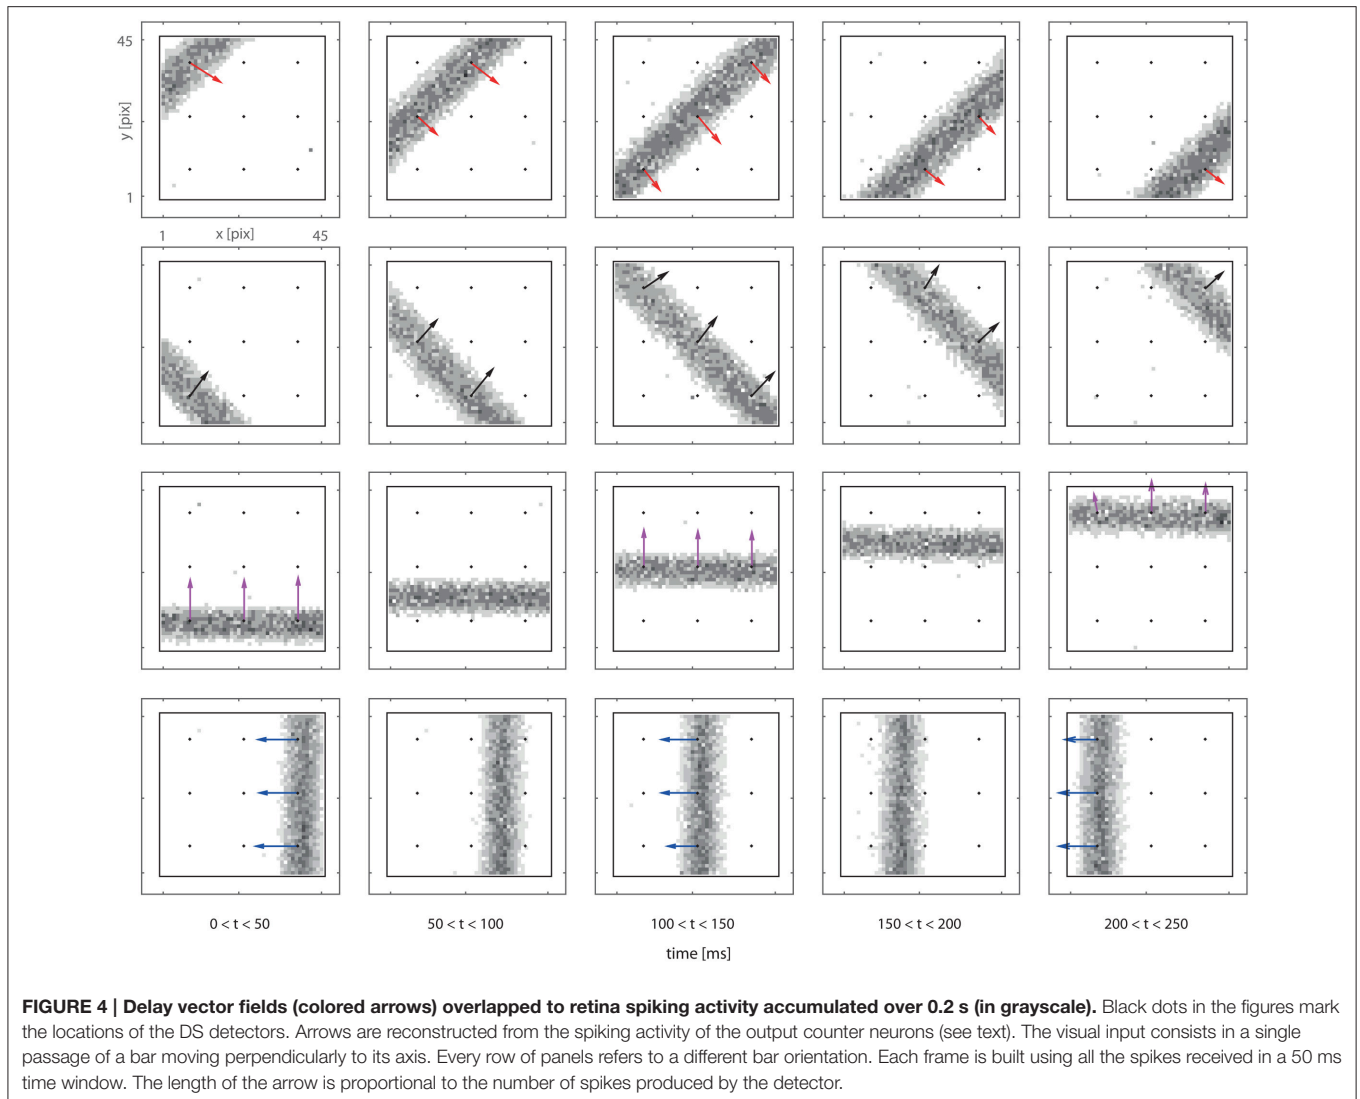 45
y [pix]
1
1 x [pix] 45
0 < t < 50 50 < t < 100 100 < t < 150 150 < t < 200 200 < t < 250
time [ms]
FIGURE 4 | Delay vector fields (colored arrows) overlapped to retina spiking activity accumulated over 0.2 s (in grayscale). Black dots in the figures mark
the locations of the DS detectors. Arrows are reconstructed from the spiking activity of the output counter neurons (see text). The visual input consists in a single
passage of a bar moving perpendicularly to its axis. Every row of panels refers to a different bar orientation. Each frame is built using all the spikes received in a 50 ms
time window. The length of the arrow is proportional to the number of spikes produced by the detector.